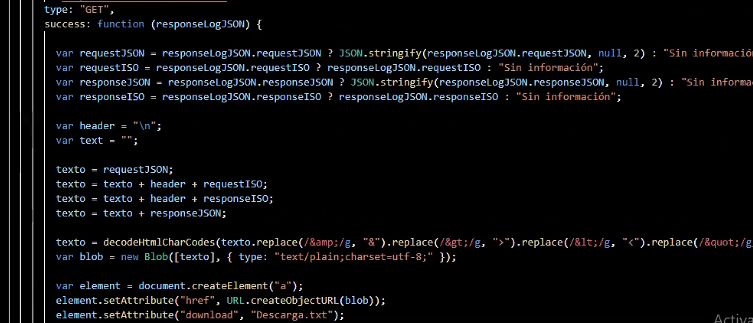 type: "GET",
success: function (responseLogJSON) {
var requestJSON = responseLogJSON.requestJSON ? JSON.stringify(responseLogJSON.requestJSON, null, 2) : "Sin información
var requestISO = responseLogJSON.requestISO ? responseLogJSON.requestISO : "Sin información";
var responseJSON = responseLogJSON.responseJSON ? JSON.stringify(responseLogJSON.responseJSON, null, 2) : "Sin informa
var responseISO = responseLogJSON.responseISO ? responseLogJSON.responseISO : "Sin información";
var header = "\n";
var text = "";
texto = requestJSON;
texto = texto + header + requestISO;
texto = texto + header + responseISO;
texto = texto + responseJSON;
texto = decodeHtmlCharCodes(texto.replace(/&amp;/g, "&").replace(/&gt;/g, ">").replace(/&lt;/g, "<").replace(/&quot;/g
var blob = new Blob([texto], { type: "text/plain;charset=utf-8;" });
var element = document.createElement("a");
element.setAttribute("href", URL.createObjectURL(blob));
element.setAttribute("download", "Descarga.txt");
Activa